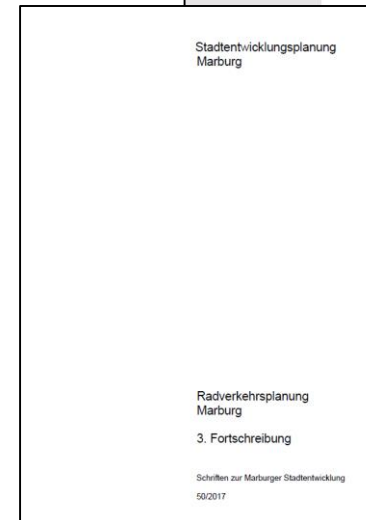 Stadtentwicklungsplanung
Marburg
Radverkehrsplanung
Marburg
3. Fortschreibung
Schriften zur Marburger Stadtentwicklung
50/2017